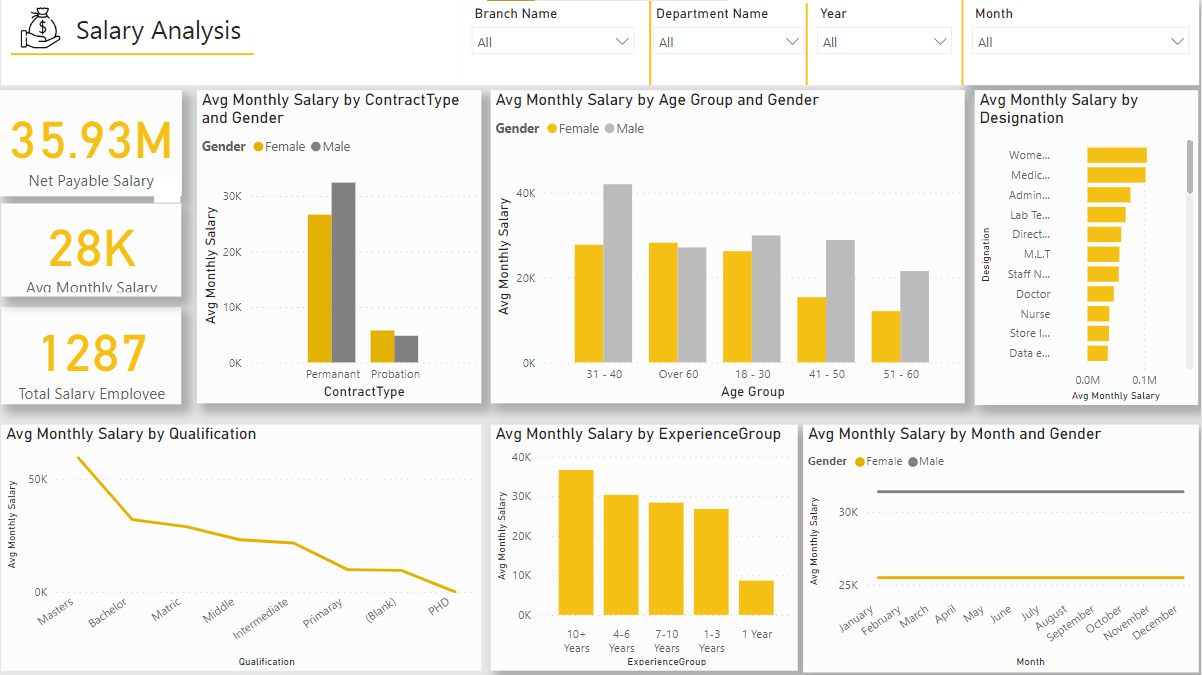 Salary Analysis
Branch Name
All
Department Name
All
Year
All
Month
All
35.93M
Net Payable Salary
28K
Avg Monthly Salary
1287
Total Salary Employee
Avg Monthly Salary by ContractType
and Gender
Gender Female Male
30K
20K
10K
0K
Avg Monthly Salary
Permanant Probation
ContractType
Avg Monthly Salary by Age Group and Gender
Gender Female Male
40K
20K
0K
Avg Monthly Salary
31 - 40 Over 60 18 - 30 41 - 50 51 - 60
Age Group
Avg Monthly Salary by
Designation
Wome...
Medic...
Admin...
Lab Te...
Direct...
M.L.T
Staff N...
Doctor
Nurse
Store I...
Data e...
Designation
0.0M 0.1M
Avg Monthly Salary
Avg Monthly Salary by Qualification
50K
0K
Avg Monthly Salary
Masters Bachelor Matric Middle Intermediate Primaray (Blank) PHD
Qualification
Avg Monthly Salary by ExperienceGroup
40K
30K
20K
10K
0K
Avg Monthly Salary
10+ 4-6 7-10 1-3 1 Year
Years Years Years Years
ExperienceGroup
Avg Monthly Salary by Month and Gender
Gender Female Male
30K
25K
Avg Monthly Salary
January February March April May June July August September October November December
Month